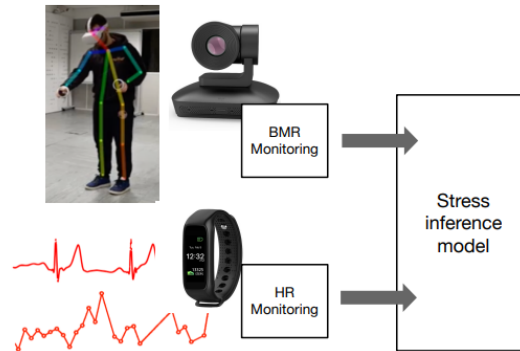 BMR
Monitoring
Stress
inference
model
12:32
HR
Monitoring